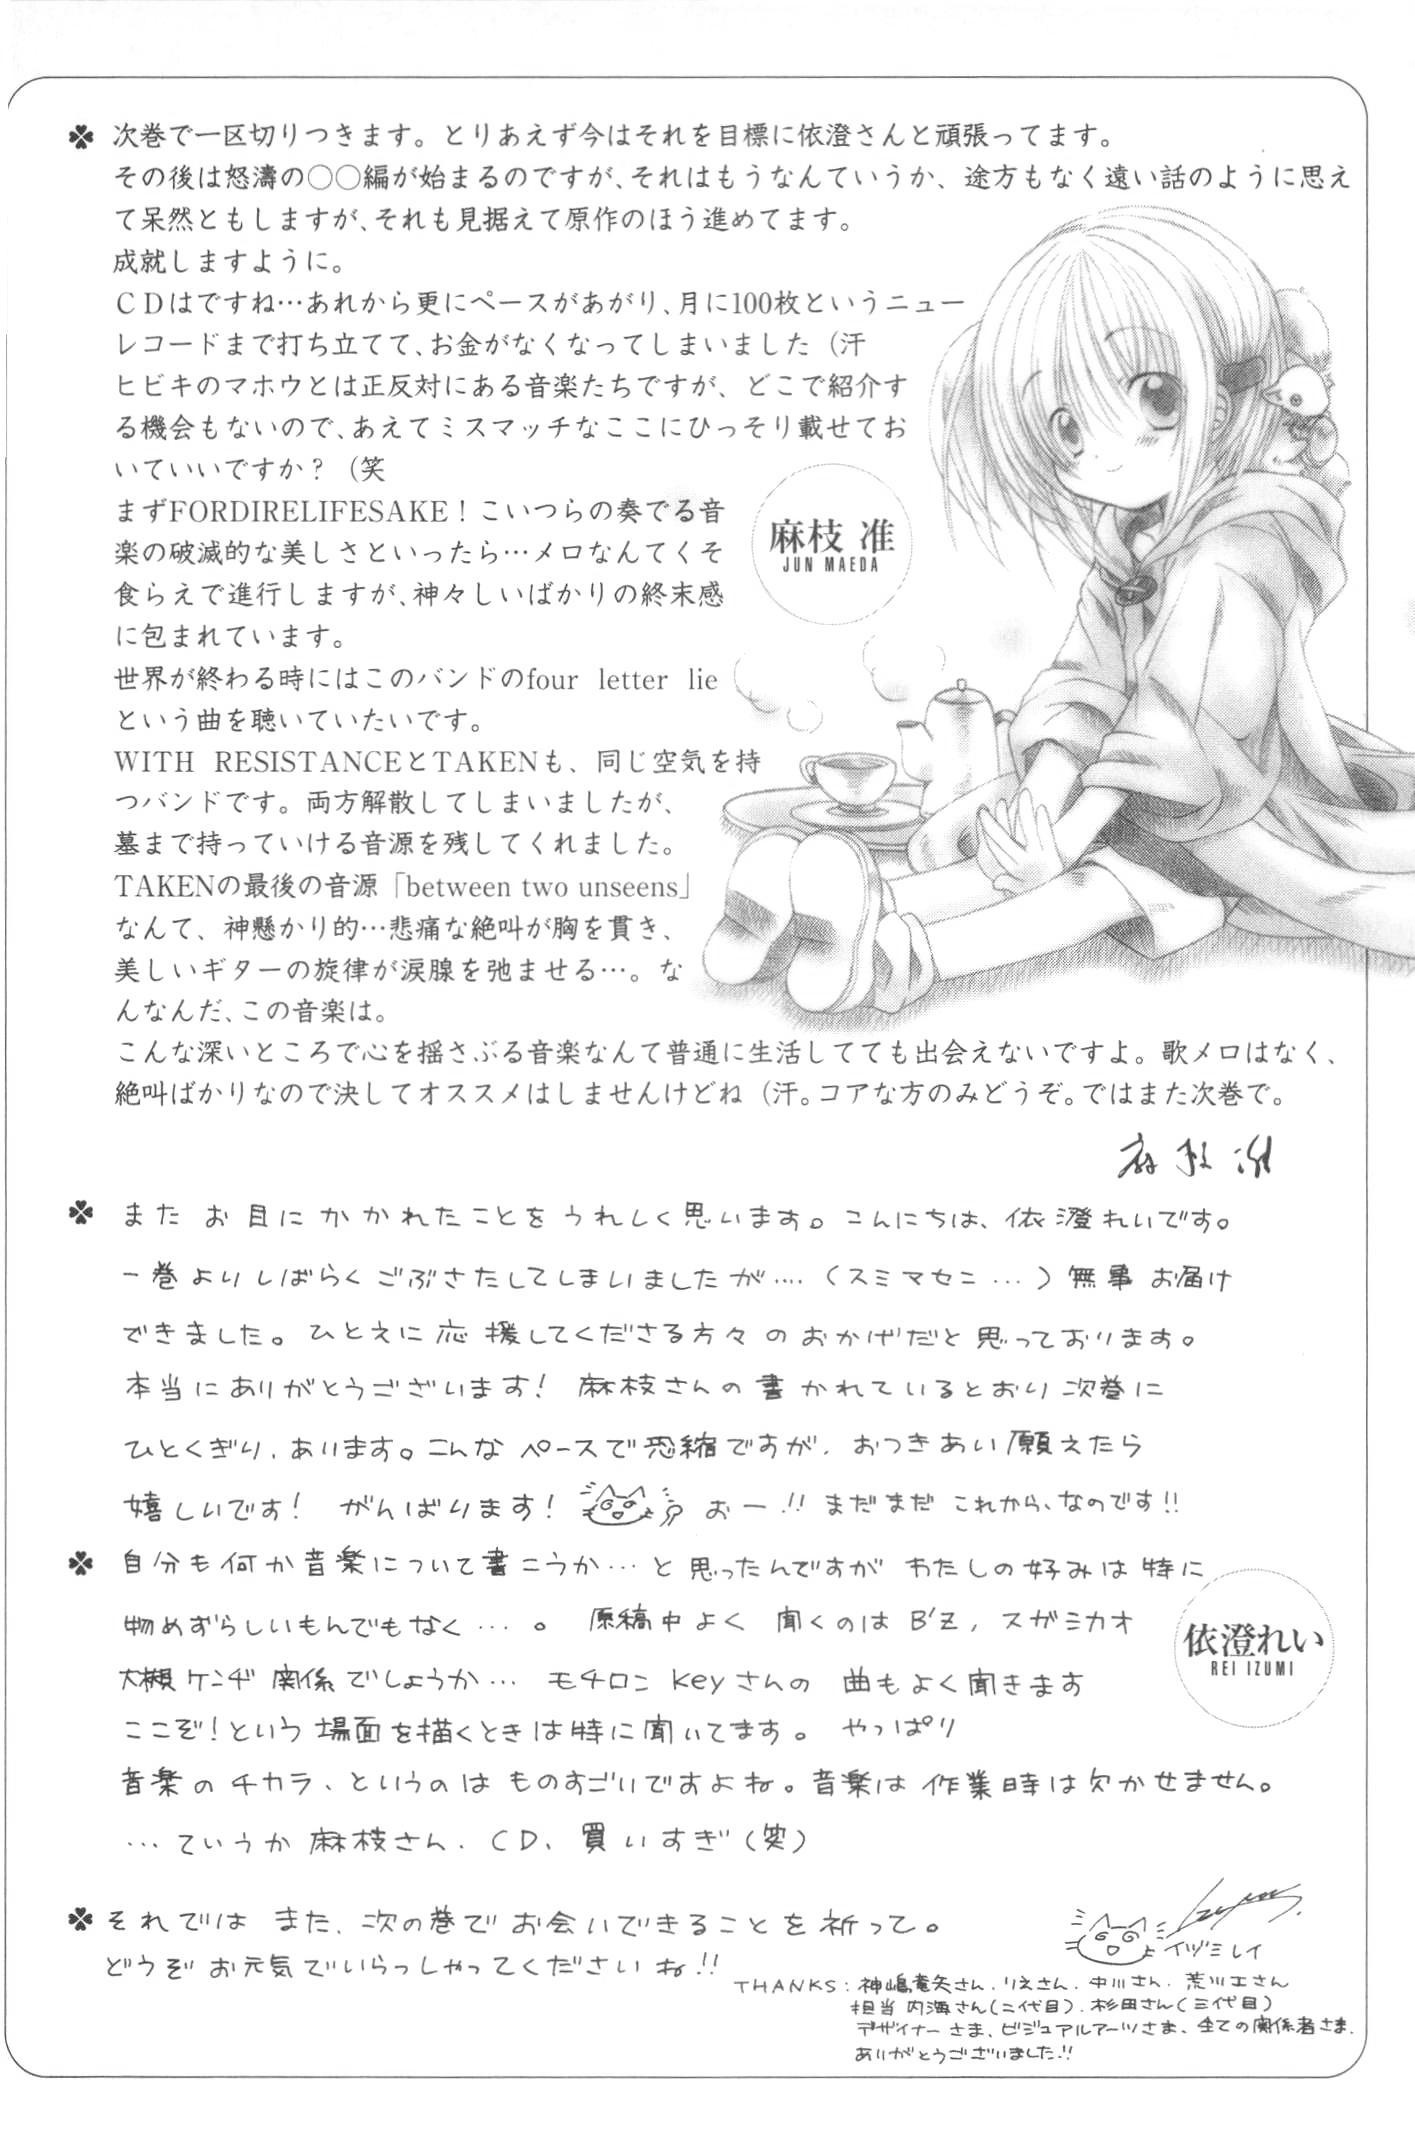 次巻で一区切りつきます。とりあえず今はそれを目標に依澄さんと頑張ってます。
その後は怒濤の○○編が始まるのですが、それはもうなんていうか、途方もなく遠い話のように思え
て呆然ともしますが、それも見据えて原作のほう進めてます。
成就しますように。
ＣＤはですね…あれから更にペースがあがり、月に100枚というニュー
レコードまで打ち立てて、お金がなくなってしまいました（汗
ヒビキのマホウとは正反対にある音楽たちですが、どこで紹介す
る機会もないので、あえてミスマッチなここにひっそり載せてお
いていいですか？（笑
まずFORDIRELIFESAKE！こいつらの奏でる音
楽の破滅的な美しさといったら…メロなんてくそ
食らえで進行しますが、神々しいばかりの終末感
に包まれています。
世界が終わる時にはこのバンドのfour letter lie
という曲を聴いていたいです。
WITH RESISTANCEとTAKENも、同じ空気を持
つバンドです。両方解散してしまいましたが、
墓まで持っていける音源を残してくれました。
TAKENの最後の音源「between two unseens」
なんて、神懸かり的…悲痛な絶叫が胸を貫き、
美しいギターの旋律が涙腺を弛ませる…。な
んなんだ、この音楽は。
こんな深いところで心を揺さぶる音楽なんて普通に生活してても出会えないですよ。歌メロはなく、
絶叫ばかりなので決してオススメはしませんけどね（汗。コアな方のみどうぞ。ではまた次巻で。
麻枝 准
麻枝 准
JUN MAEDA
また お目にかかれたことをうれしく思います。こんにちは、依澄れいです。
一巻よりしばらくごぶさたしてしまいましたが‥‥（スミマセニ…）無事 お届け
できました。ひとえに応援してくださる方々のおかげだと思っております。
本当にありがとうございます！ 麻枝さんの書かれているとおり次巻に
ひとくぎり、あります。こんなペースで恐縮ですが、おつきあい願えたら
嬉しいです！ がんばります！ おー!! まだまだ これから、なのです!!
自分も何か音楽について書こうか…と思ったんですが わたしの好みは特に
物めずらしいもんでもなく…。 原稿中よく 聞くのは B'Z, スガシカオ
大槻ケンヂ 関係でしょうか… モチロン Keyさんの 曲もよく聞きます
ここぞ！という 場面を描くときは特に聞いてます。 やっぱり
音楽のチカラ、というのは ものすごいですよね。音楽は 作業時は欠かせません。
…ていうか 麻枝さん、CD、買いすぎ（笑）
依澄れい
REI IZUMI
それでは また、次の巻で お会いできることを祈って。
どうぞ お元気でいらっしゃってくださいね!!
イヅミレイ
THANKS：神嶋竜矢さん、りえさん、中川さん、荒川工さん
担当 内海さん（二代目）、杉田さん（三代目）
デザイナーさま、ビジュアルアーツさま、全ての関係者さま、
ありがとうございました!!